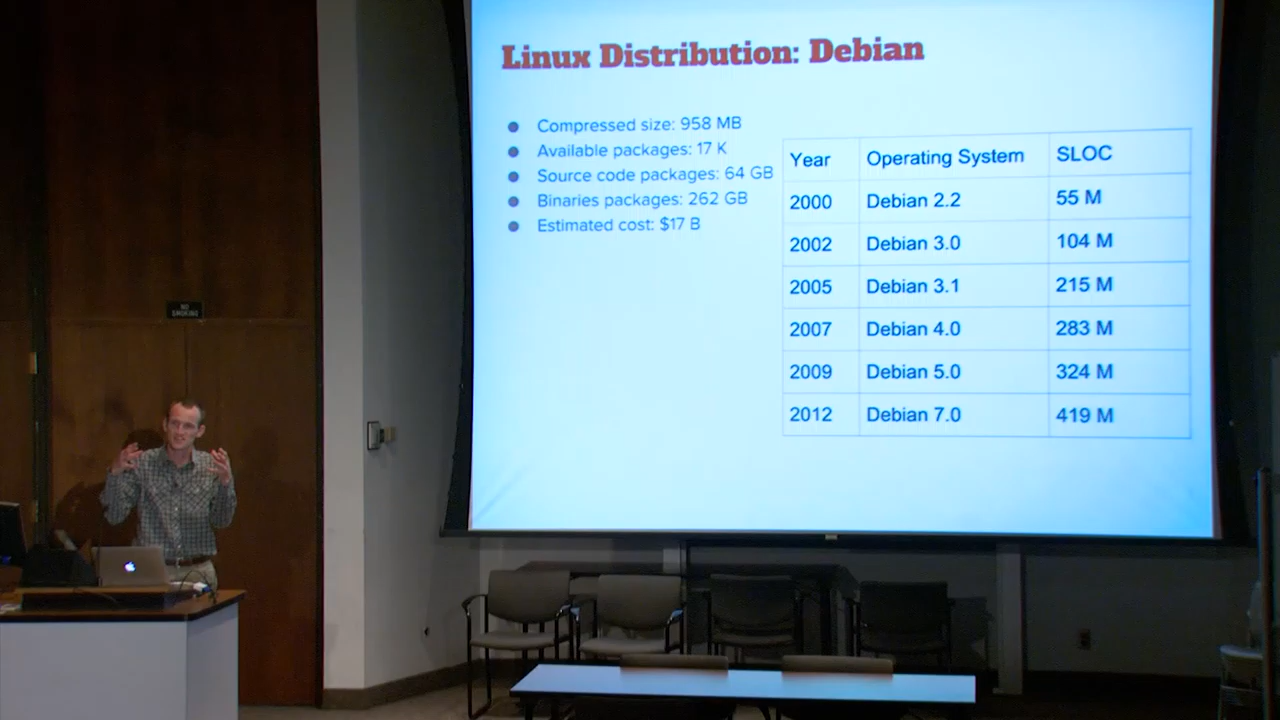 Linux Distribution: Debian
Compressed size: 958 MB
Available packages: 17 K
Source code packages: 64 GB
Binaries packages: 262 GB
Estimated cost: $17 B
Year Operating System SLOC
2000 Debian 2.2 55 M
2002 Debian 3.0 104 M
2005 Debian 3.1 215 M
2007 Debian 4.0 283 M
2009 Debian 5.0 324 M
2012 Debian 7.0 419 M
NO
SMOKING